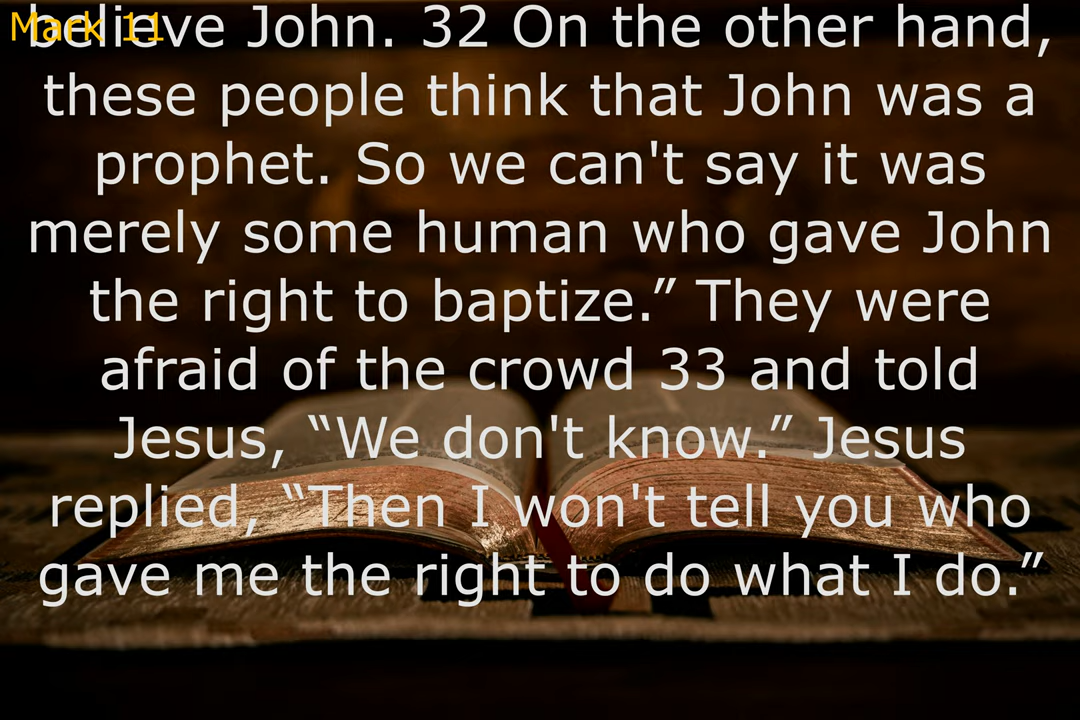 Mark 11
believe John. 32 On the other hand,
these people think that John was a
prophet. So we can't say it was
merely some human who gave John
the right to baptize.” They were
afraid of the crowd 33 and told
Jesus, “We don't know.” Jesus
replied, “Then I won't tell you who
gave me the right to do what I do.”